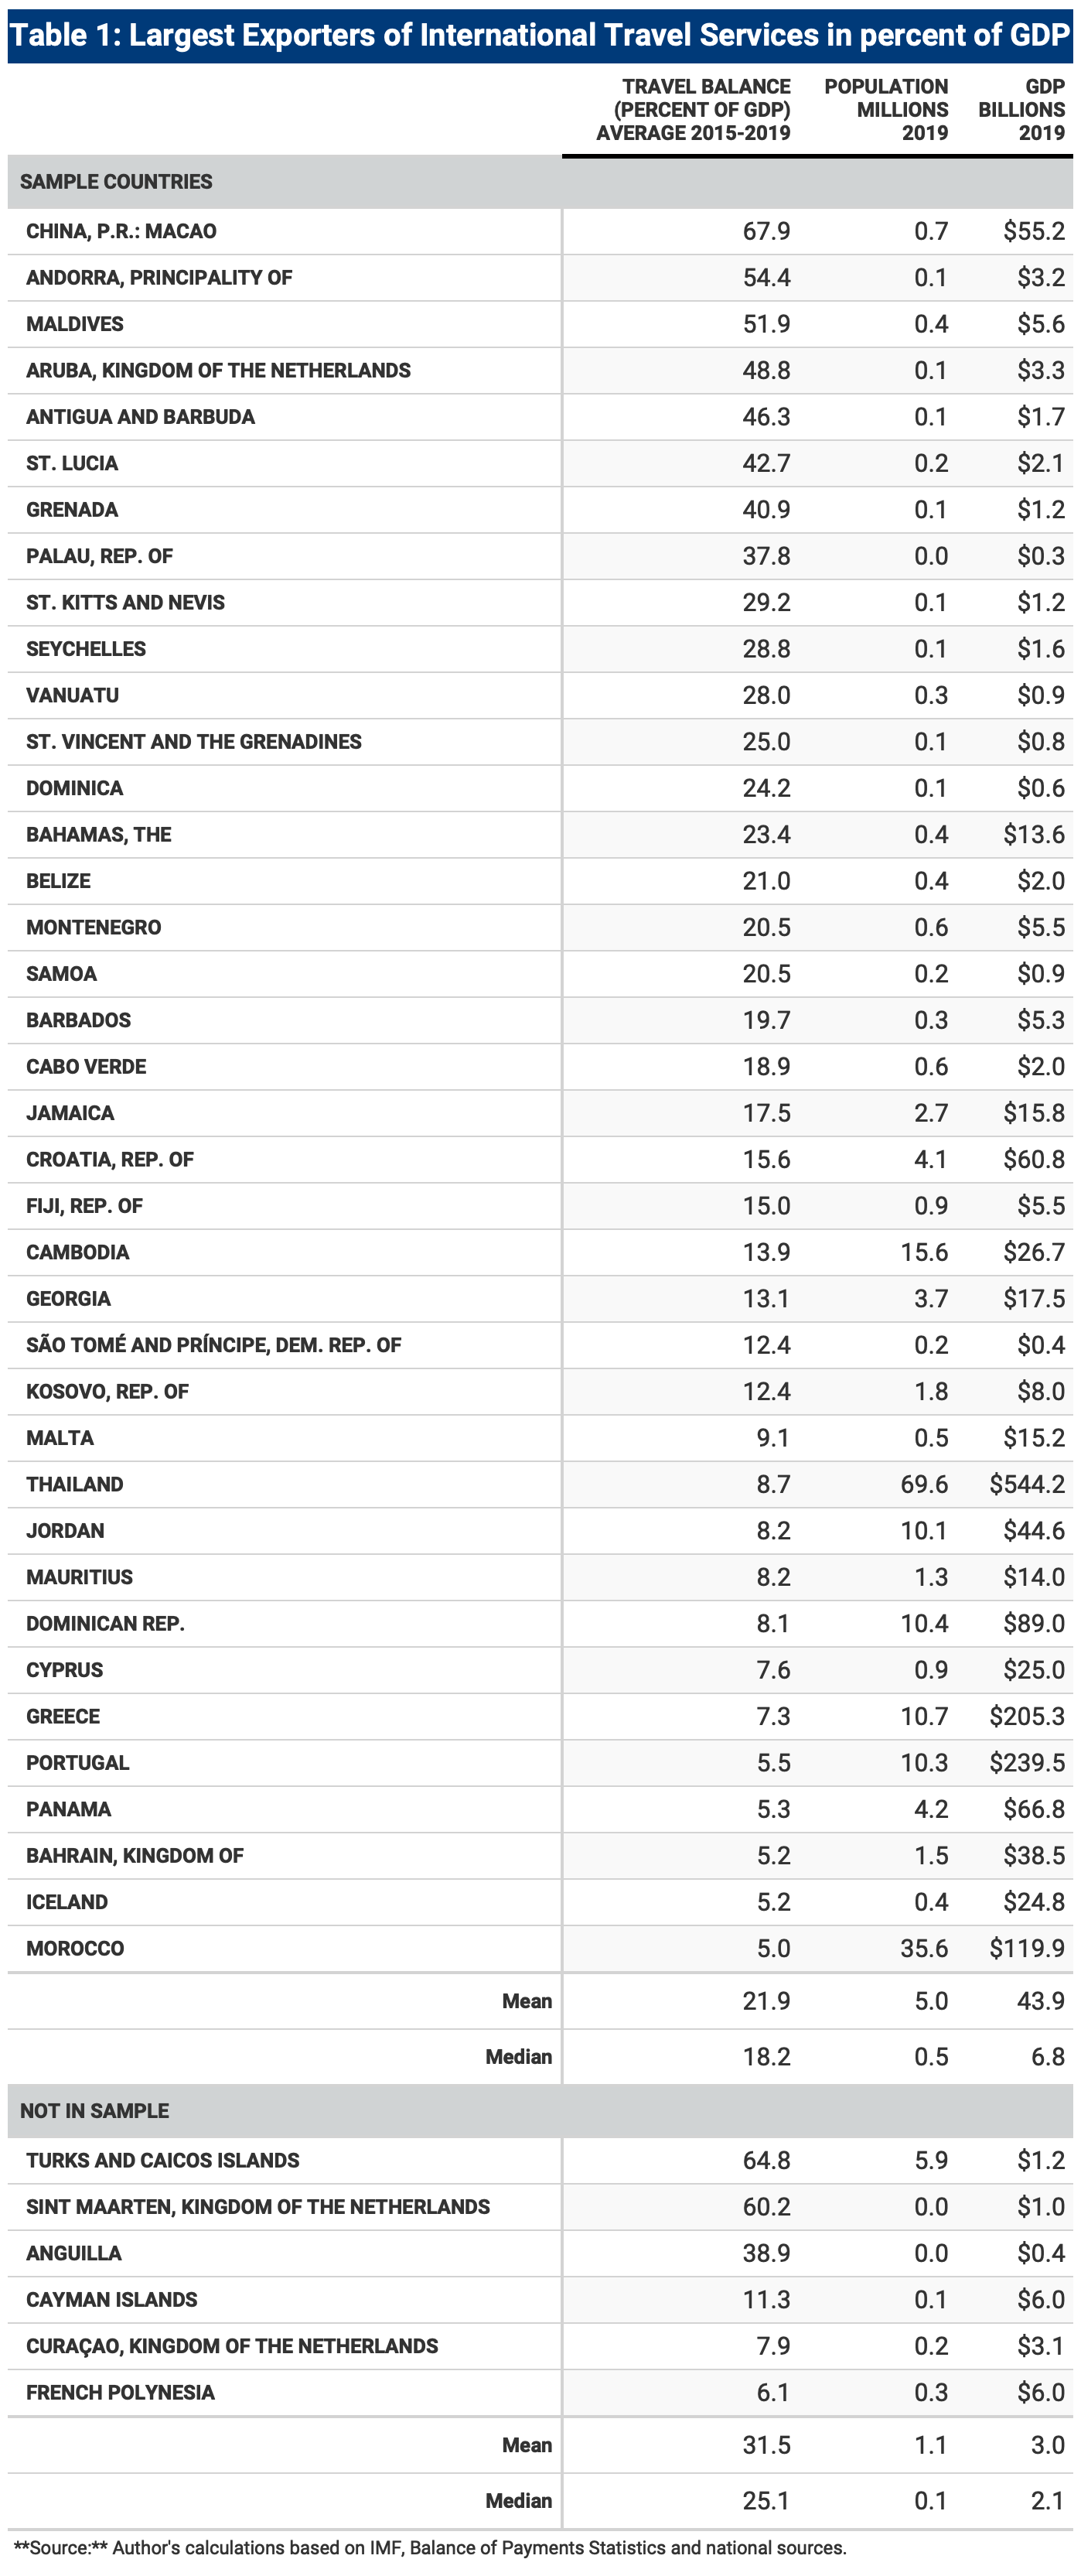 Table 1: Largest Exporters of International Travel Services in percent of GDP
TRAVEL BALANCE (PERCENT OF GDP) AVERAGE 2015-2019 POPULATION MILLIONS 2019 GDP BILLIONS 2019
SAMPLE COUNTRIES
CHINA, P.R.: MACAO 67.9 0.7 $55.2
ANDORRA, PRINCIPALITY OF 54.4 0.1 $3.2
MALDIVES 51.9 0.4 $5.6
ARUBA, KINGDOM OF THE NETHERLANDS 48.8 0.1 $3.3
ANTIGUA AND BARBUDA 46.3 0.1 $1.7
ST. LUCIA 42.7 0.2 $2.1
GRENADA 40.9 0.1 $1.2
PALAU, REP. OF 37.8 0.0 $0.3
ST. KITTS AND NEVIS 29.2 0.1 $1.2
SEYCHELLES 28.8 0.1 $1.6
VANUATU 28.0 0.3 $0.9
ST. VINCENT AND THE GRENADINES 25.0 0.1 $0.8
DOMINICA 24.2 0.1 $0.6
BAHAMAS, THE 23.4 0.4 $13.6
BELIZE 21.0 0.4 $2.0
MONTENEGRO 20.5 0.6 $5.5
SAMOA 20.5 0.2 $0.9
BARBADOS 19.7 0.3 $5.3
CABO VERDE 18.9 0.6 $2.0
JAMAICA 17.5 2.7 $15.8
CROATIA, REP. OF 15.6 4.1 $60.8
FIJI, REP. OF 15.0 0.9 $5.5
CAMBODIA 13.9 15.6 $26.7
GEORGIA 13.1 3.7 $17.5
SÃO TOMÉ AND PRÍNCIPE, DEM. REP. OF 12.4 0.2 $0.4
KOSOVO, REP. OF 12.4 1.8 $8.0
MALTA 9.1 0.5 $15.2
THAILAND 8.7 69.6 $544.2
JORDAN 8.2 10.1 $44.6
MAURITIUS 8.2 1.3 $14.0
DOMINICAN REP. 8.1 10.4 $89.0
CYPRUS 7.6 0.9 $25.0
GREECE 7.3 10.7 $205.3
PORTUGAL 5.5 10.3 $239.5
PANAMA 5.3 4.2 $66.8
BAHRAIN, KINGDOM OF 5.2 1.5 $38.5
ICELAND 5.2 0.4 $24.8
MOROCCO 5.0 35.6 $119.9
Mean 21.9 5.0 43.9
Median 18.2 0.5 6.8
NOT IN SAMPLE
TURKS AND CAICOS ISLANDS 64.8 5.9 $1.2
SINT MAARTEN, KINGDOM OF THE NETHERLANDS 60.2 0.0 $1.0
ANGUILLA 38.9 0.0 $0.4
CAYMAN ISLANDS 11.3 0.1 $6.0
CURAÇAO, KINGDOM OF THE NETHERLANDS 7.9 0.2 $3.1
FRENCH POLYNESIA 6.1 0.3 $6.0
Mean 31.5 1.1 3.0
Median 25.1 0.1 2.1
**Source:** Author's calculations based on IMF, Balance of Payments Statistics and national sources.